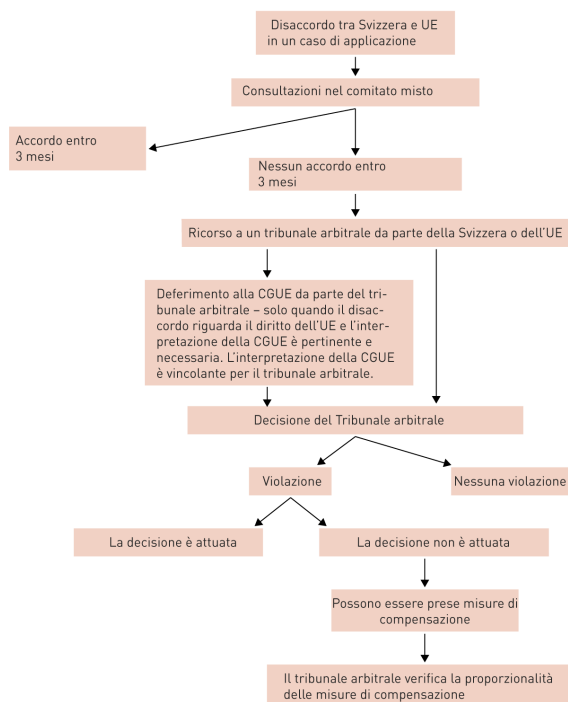 Disaccordo tra Svizzera e UE
in un caso di applicazione
Consultazioni nel comitato misto
Accordo entro
3 mesi
Nessun accordo entro
3 mesi
Ricorso a un tribunale arbitrale da parte della Svizzera o dell'UE
Deferimento alla CGUE da parte del tri-
bunale arbitrale – solo quando il disac-
cordo riguarda il diritto dell'UE e l'inter-
pretazione della CGUE è pertinente e
necessaria. L'interpretazione della CGUE
è vincolante per il tribunale arbitrale.
Decisione del Tribunale arbitrale
Violazione
Nessuna violazione
La decisione è attuata
La decisione non è attuata
Possono essere prese misure di
compensazione
Il tribunale arbitrale verifica la proporzionalità
delle misure di compensazione